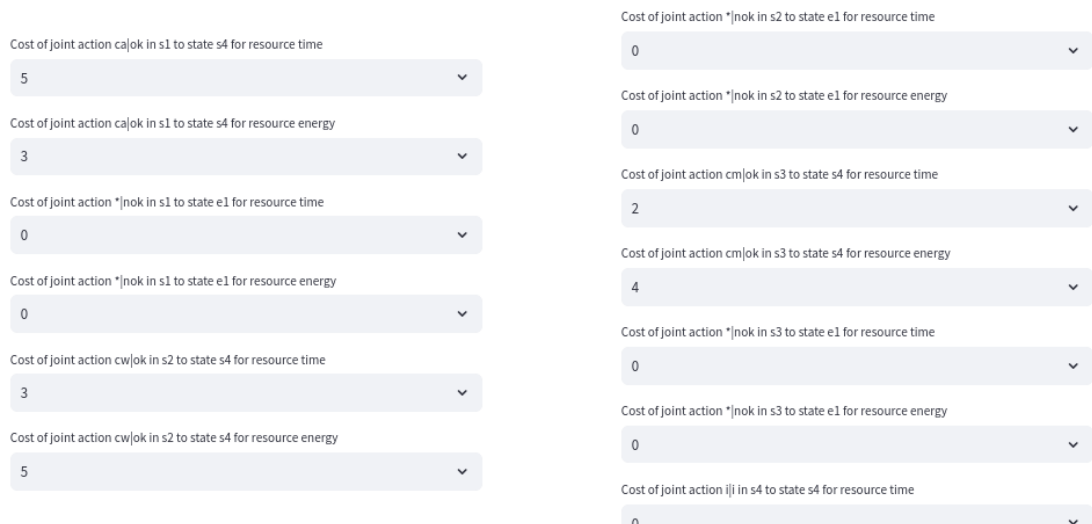 Cost of joint action ca|ok in s1 to state s4 for resource time
5
Cost of joint action ca|ok in s1 to state s4 for resource energy
3
Cost of joint action *|nok in s1 to state e1 for resource time
0
Cost of joint action *|nok in s1 to state e1 for resource energy
0
Cost of joint action cw|ok in s2 to state s4 for resource time
3
Cost of joint action cw|ok in s2 to state s4 for resource energy
5
Cost of joint action *|nok in s2 to state e1 for resource time
0
Cost of joint action *|nok in s2 to state e1 for resource energy
0
Cost of joint action cm|ok in s3 to state s4 for resource time
2
Cost of joint action cm|ok in s3 to state s4 for resource energy
4
Cost of joint action *|nok in s3 to state e1 for resource time
0
Cost of joint action *|nok in s3 to state e1 for resource energy
0
Cost of joint action i|i in s4 to state s4 for resource time
0